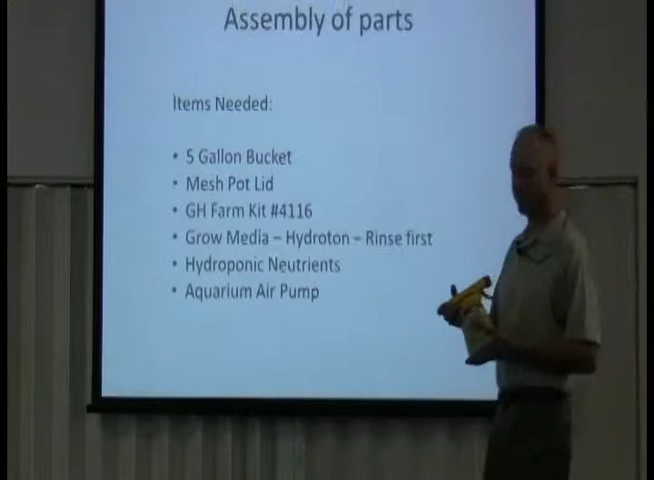 Assembly of parts
Items Needed:
• 5 Gallon Bucket
• Mesh Pot Lid
• GH Farm Kit #4116
• Grow Media – Hydroton – Rinse first
• Hydroponic Neutrients
• Aquarium Air Pump